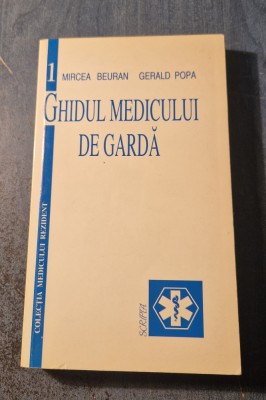 1
MIRCEA BEURAN GERALD POPA
GHIDUL MEDICULUI
DE GARDĂ
COLECȚIA MEDICULUI REZIDENT
SCRIPTA